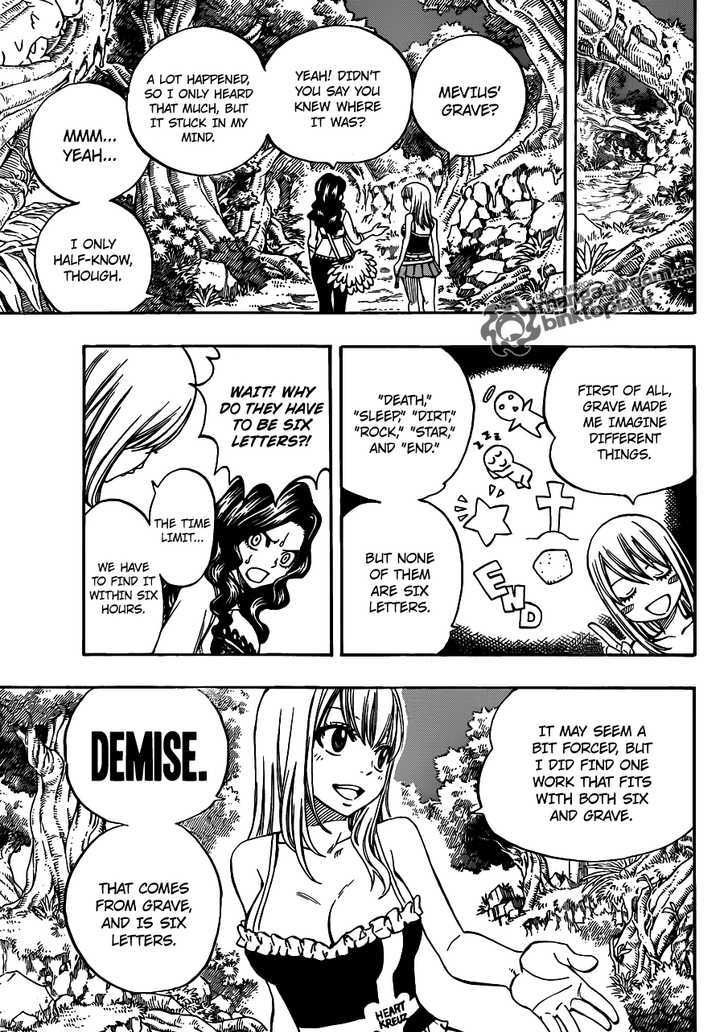 MEVIUS'
GRAVE?
YEAH! DIDN'T
YOU SAY YOU
KNEW WHERE
IT WAS?
A LOT HAPPENED,
SO I ONLY HEARD
THAT MUCH, BUT
IT STUCK IN MY
MIND.
MMM...
YEAH...
I ONLY
HALF-KNOW,
THOUGH.
mangastream.com
binktopia
FIRST OF ALL,
GRAVE MADE
ME IMAGINE
DIFFERENT
THINGS.
"DEATH,"
"SLEEP," "DIRT,"
"ROCK," "STAR,"
AND "END."
ZZZ
END
BUT NONE
OF THEM
ARE SIX
LETTERS.
WAIT! WHY
DO THEY HAVE
TO BE SIX
LETTERS?!
THE TIME
LIMIT...
WE HAVE
TO FIND IT
WITHIN SIX
HOURS.
IT MAY SEEM A
BIT FORCED, BUT
I DID FIND ONE
WORK THAT FITS
WITH BOTH SIX
AND GRAVE.
DEMISE.
THAT COMES
FROM GRAVE,
AND IS SIX
LETTERS.
HEART
KREUZ